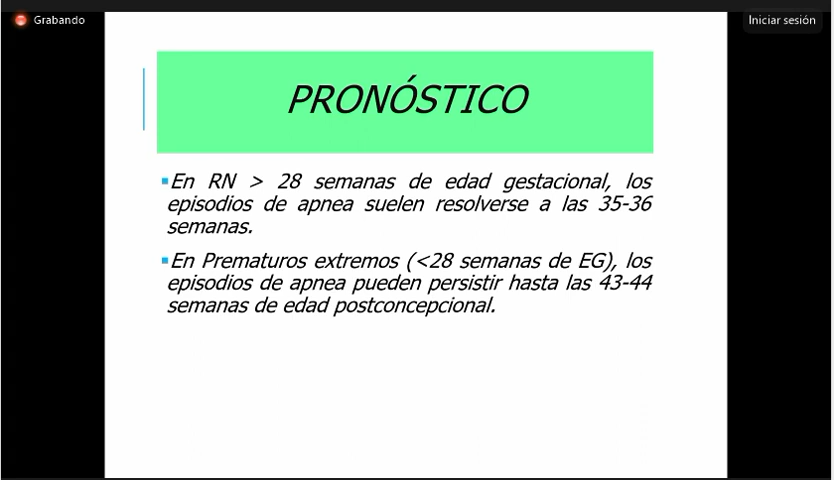 Grabando
Iniciar sesión
PRONÓSTICO
▪En RN > 28 semanas de edad gestacional, los
episodios de apnea suelen resolverse a las 35-36
semanas.
▪En Prematuros extremos (<28 semanas de EG), los
episodios de apnea pueden persistir hasta las 43-44
semanas de edad postconcepcional.